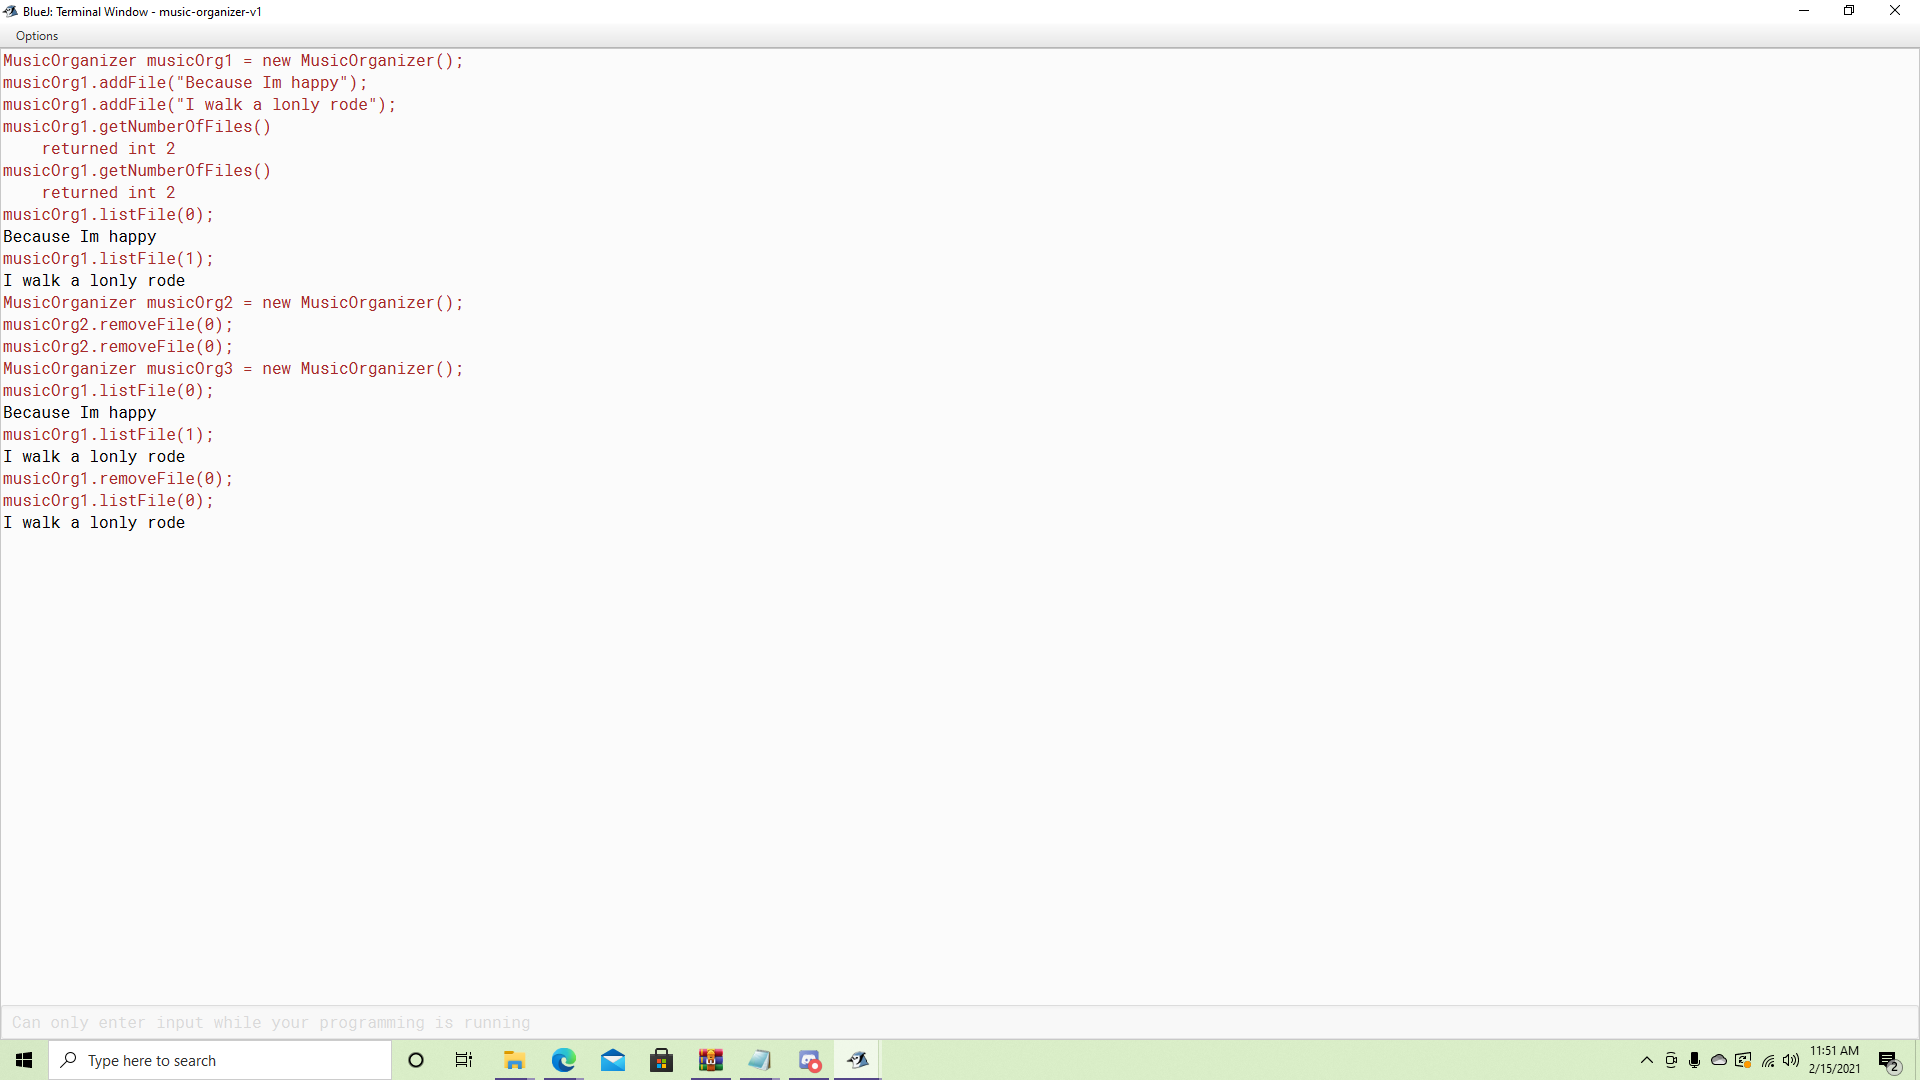 BlueJ: Terminal Window - music-organizer-v1
Options
MusicOrganizer musicOrg1 = new MusicOrganizer();
musicOrg1.addFile("Because Im happy");
musicOrg1.addFile("I walk a lonly rode");
musicOrg1.getNumberOfFiles()
    returned int 2
musicOrg1.getNumberOfFiles()
    returned int 2
musicOrg1.listFile(0);
Because Im happy
musicOrg1.listFile(1);
I walk a lonly rode
MusicOrganizer musicOrg2 = new MusicOrganizer();
musicOrg2.removeFile(0);
musicOrg2.removeFile(0);
MusicOrganizer musicOrg3 = new MusicOrganizer();
musicOrg1.listFile(0);
Because Im happy
musicOrg1.listFile(1);
I walk a lonly rode
musicOrg1.removeFile(0);
musicOrg1.listFile(0);
I walk a lonly rode
Can only enter input while your programming is running
Type here to search
11:51 AM
2/15/2021
2